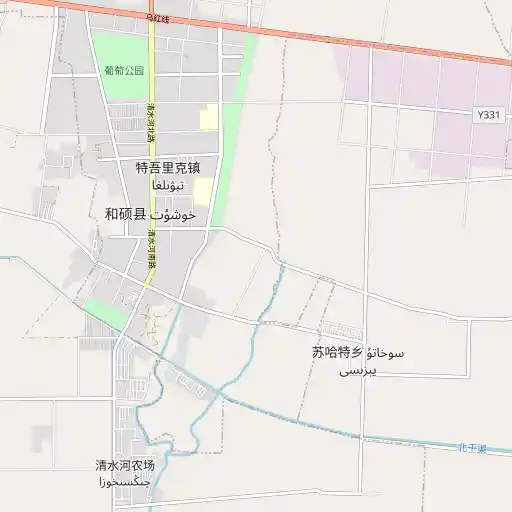 乌红线
葡萄公园
Y331
清水河北路
特吾里克镇
تېۋىلغا
和硕县 خوشۇت
清水河南路
苏哈特乡 سوخاتۇ
يېزىسى
北干渠
清水河农场